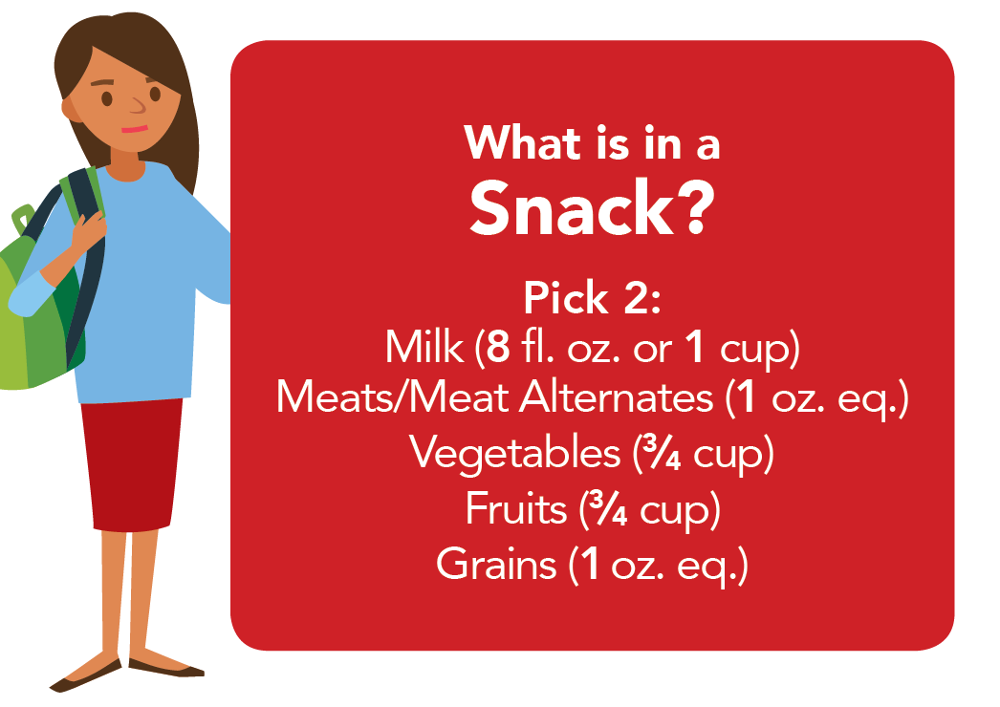 What is in a
Snack?
Pick 2:
Milk (8 fl. oz. or 1 cup)
Meats/Meat Alternates (1 oz. eq.)
Vegetables (¾ cup)
Fruits (¾ cup)
Grains (1 oz. eq.)